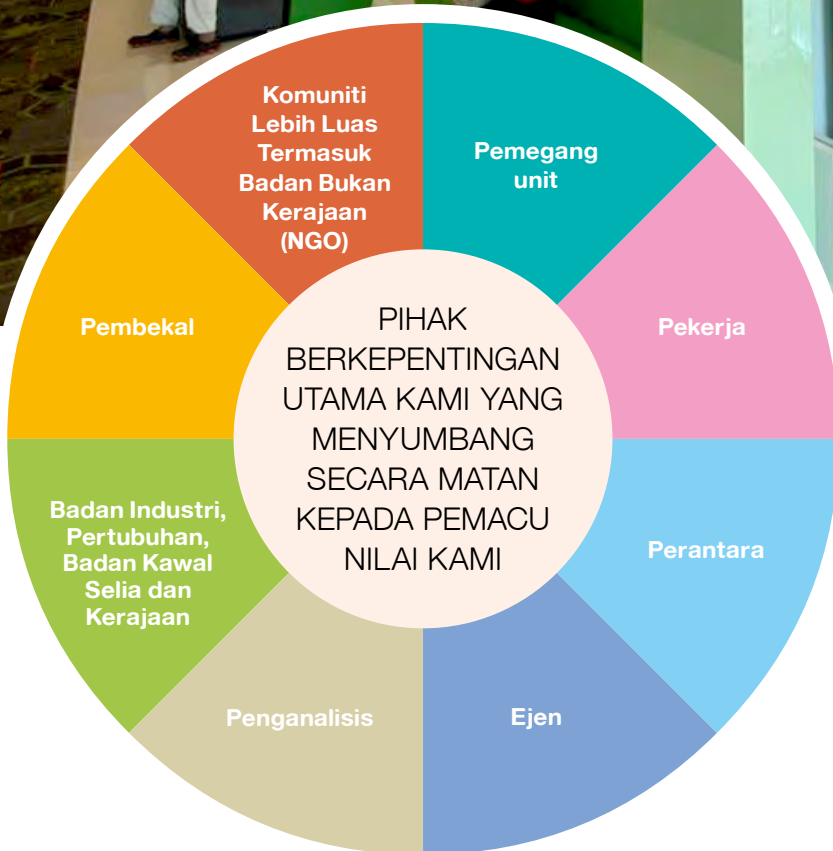 PIHAK
BERKEPENTINGAN
UTAMA KAMI YANG
MENYUMBANG
SECARA MATAN
KEPADA PEMACU
NILAI KAMI
Pemegang
unit
Pekerja
Perantara
Ejen
Penganalisis
Badan Industri,
Pertubuhan,
Badan Kawal
Selia dan
Kerajaan
Pembekal
Komuniti
Lebih Luas
Termasuk
Badan Bukan
Kerajaan
(NGO)